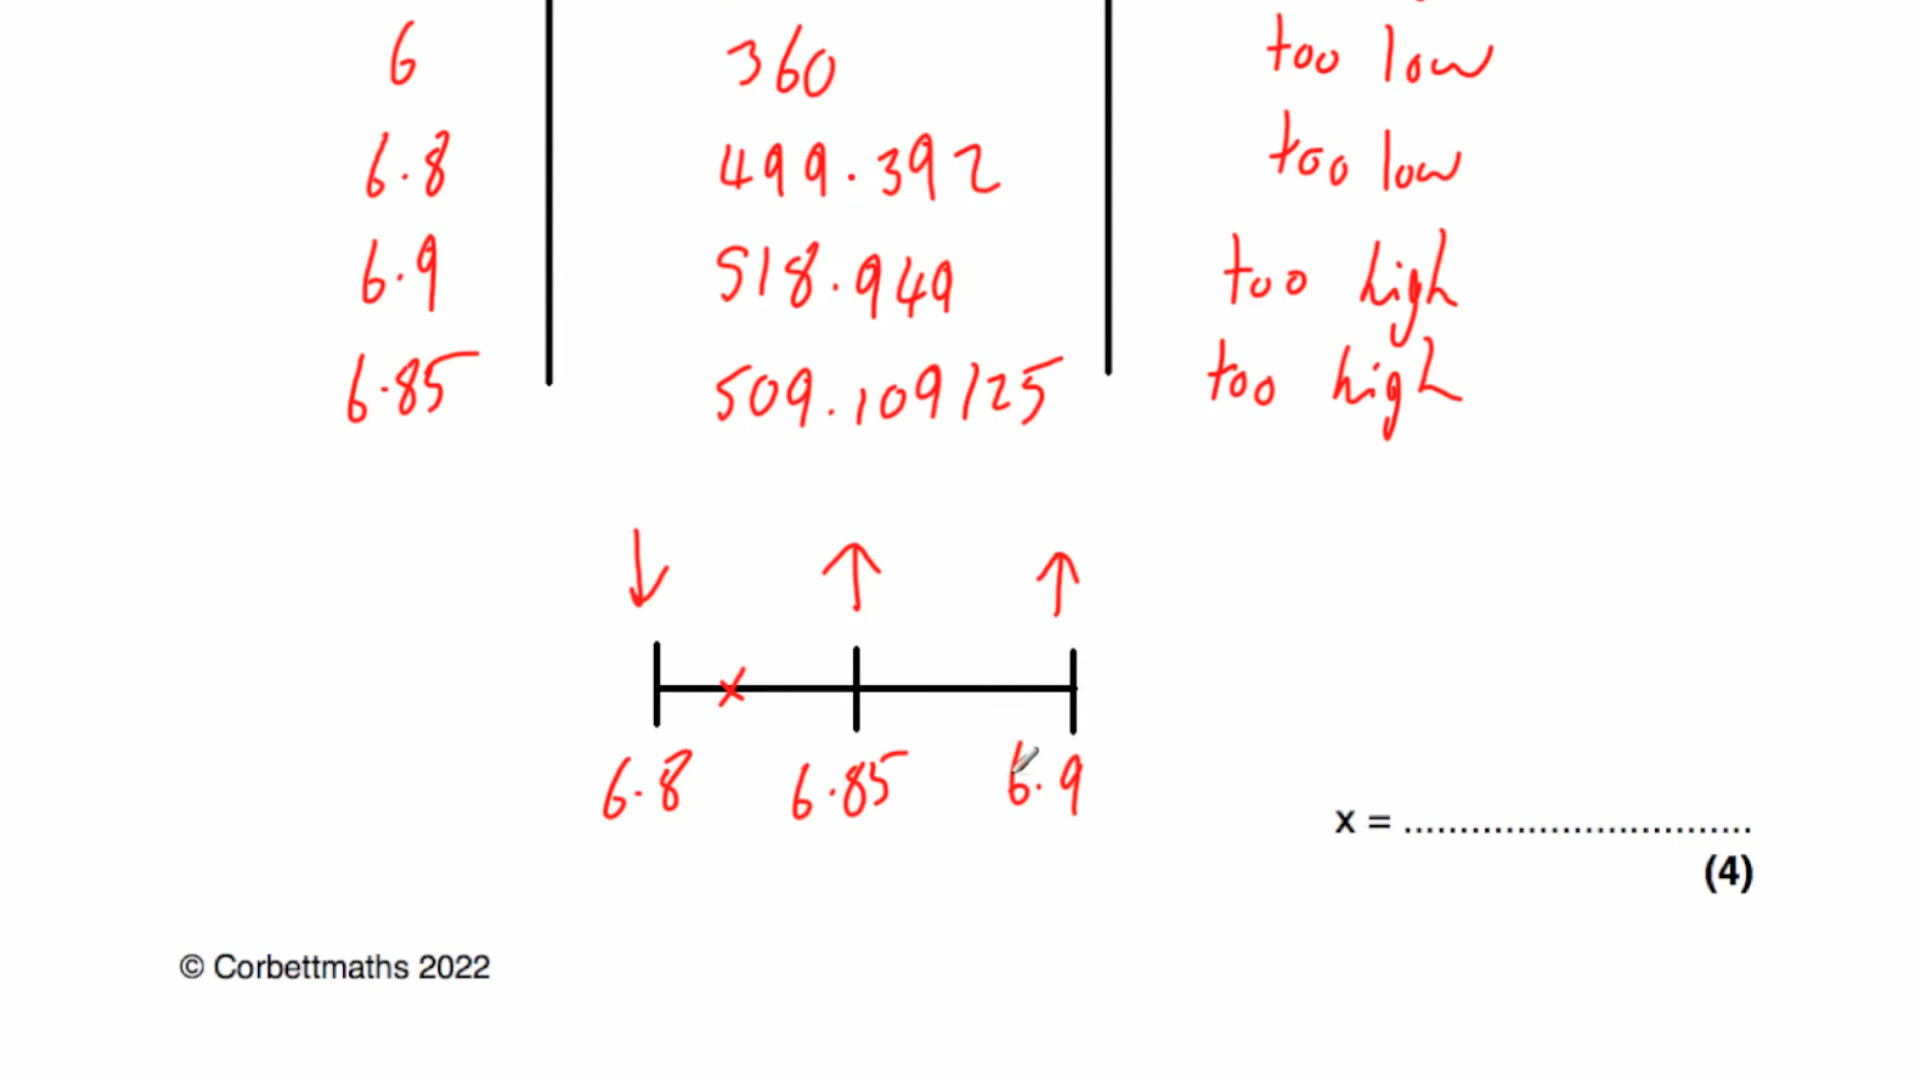 6 360 too low
6.8 499.392 too low
6.9 518.949 too high
6.85 509.109125 too high
6.8 6.85 6.9
x = ...............................
(4)
© Corbettmaths 2022